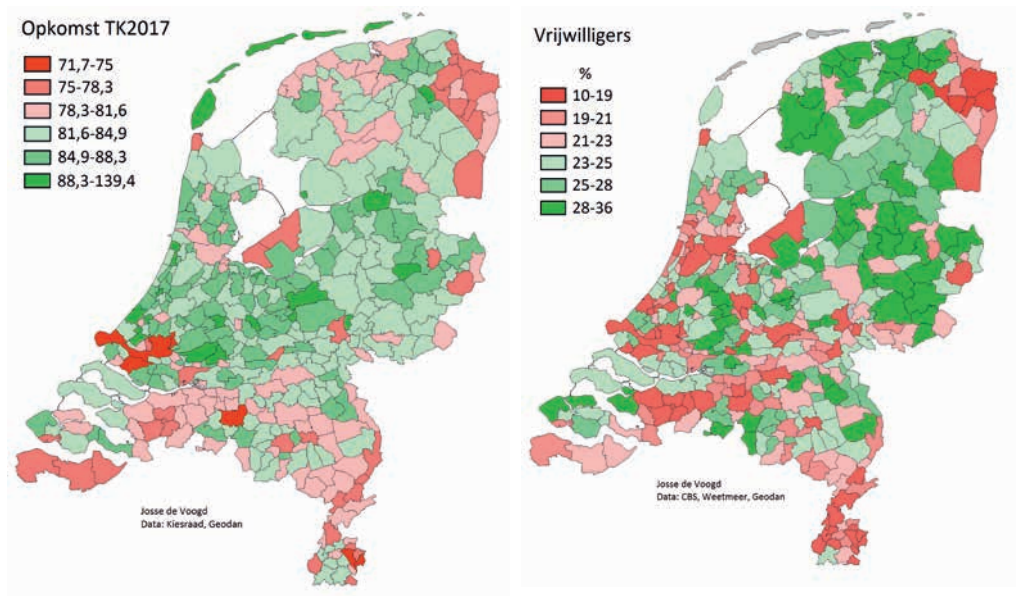 Opkomst TK2017
71,7-75
75-78,3
78,3-81,6
81,6-84,9
84,9-88,3
88,3-139,4
Josse de Voogd
Data: Kiesraad, Geodan
Vrijwilligers
%
10-19
19-21
21-23
23-25
25-28
28-36
Josse de Voogd
Data: CBS, Weetmeer, Geodan